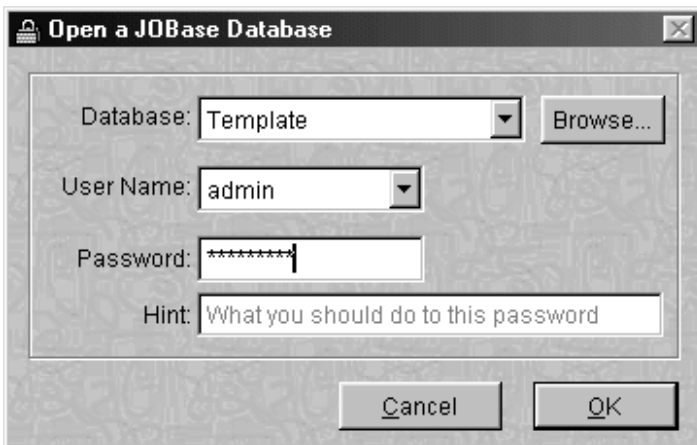 Open a JOBase Database
Database: Template Browse...
User Name: admin
Password: *********
Hint: What you should do to this password
Cancel OK